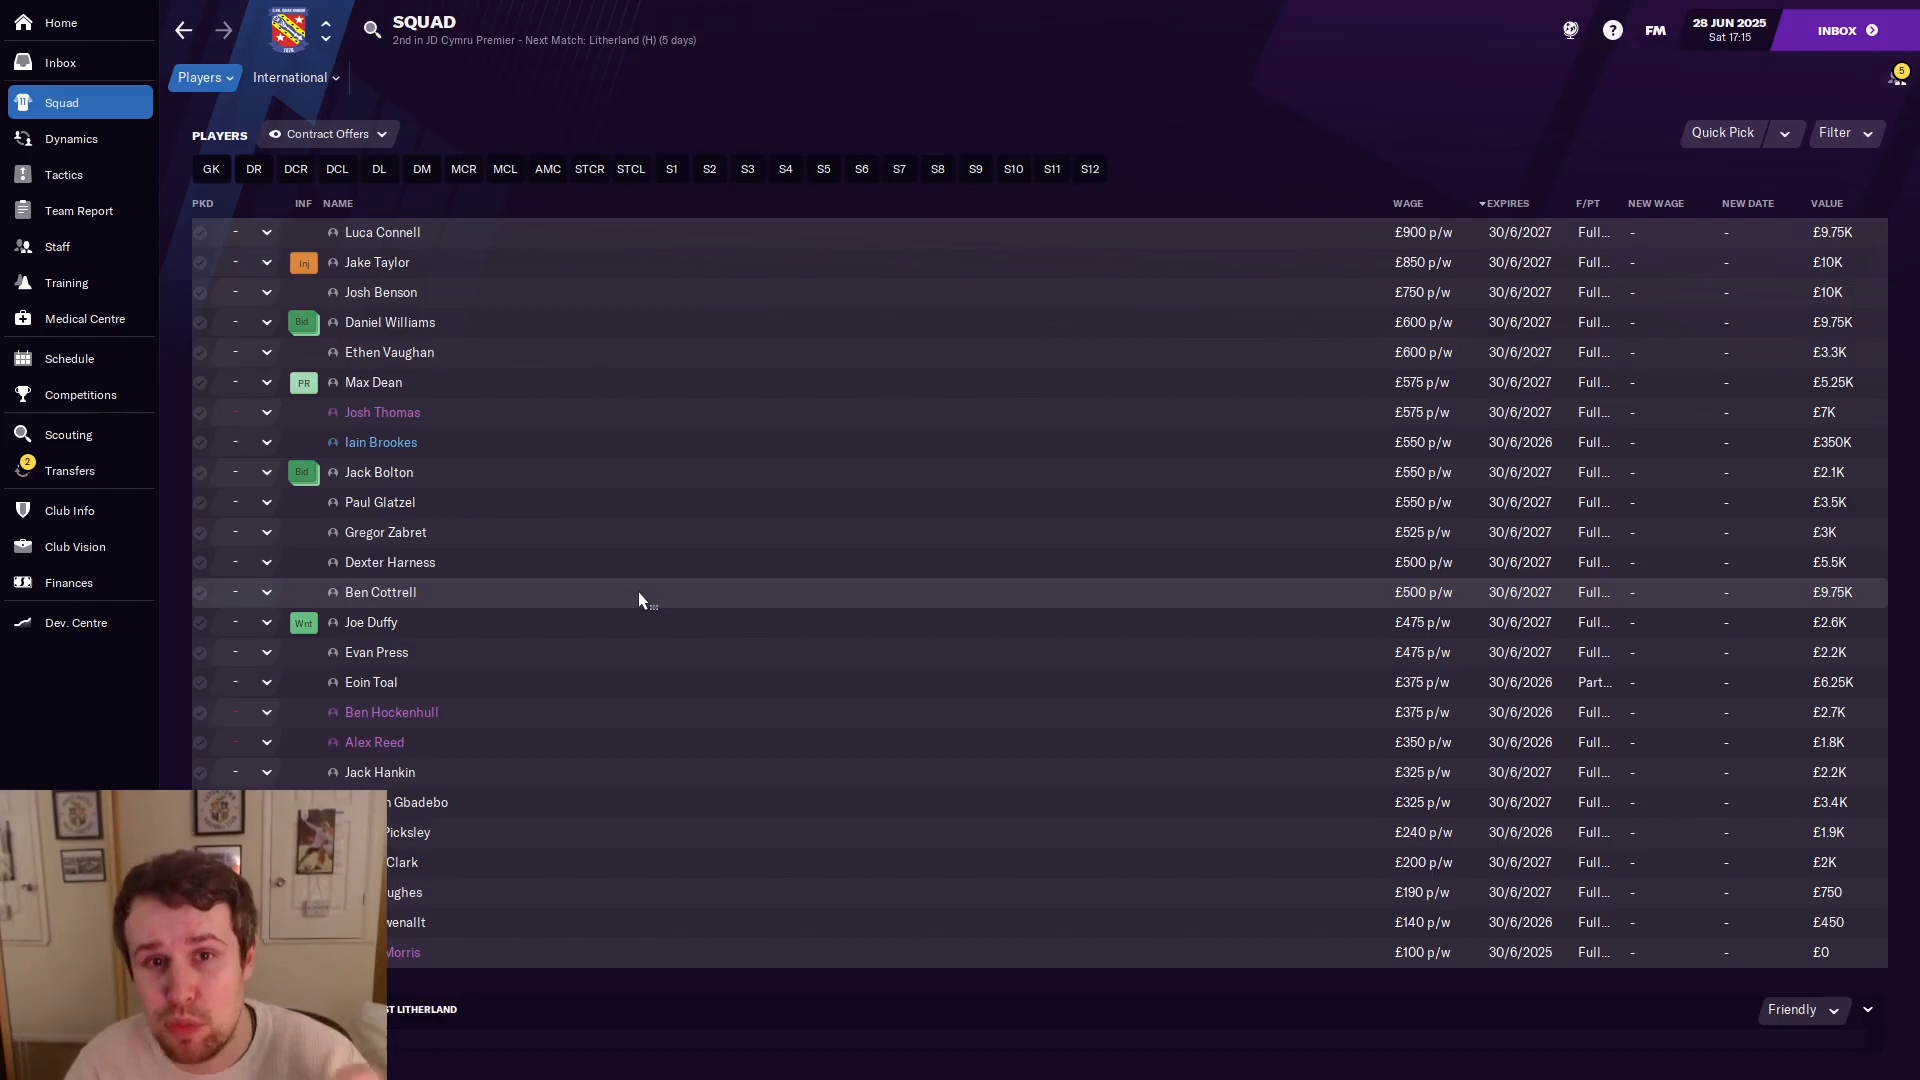 Home
Inbox
Squad
Dynamics
Tactics
Team Report
Staff
Training
Medical Centre
Schedule
Competitions
Scouting
2
Transfers
Club Info
Club Vision
Finances
Dev. Centre
SQUAD
2nd in JD Cymru Premier - Next Match: Litherland (H) (5 days)
? FM 28 JUN 2025 INBOX
Sat 17:15
Players International 5
PLAYERS Contract Offers Quick Pick Filter
GK DR DCR DCL DL DM MCR MCL AMC STCR STCL S1 S2 S3 S4 S5 S6 S7 S8 S9 S10 S11 S12
PKD INF NAME WAGE EXPIRES F/PT NEW WAGE NEW DATE VALUE
- Luca Connell £900 p/w 30/6/2027 Full... - - £9.75K
- Inj Jake Taylor £850 p/w 30/6/2027 Full... - - £10K
- Josh Benson £750 p/w 30/6/2027 Full... - - £10K
- Bid Daniel Williams £600 p/w 30/6/2027 Full... - - £9.75K
- Ethen Vaughan £600 p/w 30/6/2027 Full... - - £3.3K
- PR Max Dean £575 p/w 30/6/2027 Full... - - £5.25K
- Josh Thomas £575 p/w 30/6/2027 Full... - - £7K
- Iain Brookes £550 p/w 30/6/2026 Full... - - £350K
- Bid Jack Bolton £550 p/w 30/6/2027 Full... - - £2.1K
- Paul Glatzel £550 p/w 30/6/2027 Full... - - £3.5K
- Gregor Zabret £525 p/w 30/6/2027 Full... - - £3K
- Dexter Harness £500 p/w 30/6/2027 Full... - - £5.5K
- Ben Cottrell £500 p/w 30/6/2027 Full... - - £9.75K
- Wnt Joe Duffy £475 p/w 30/6/2027 Full... - - £2.6K
- Evan Press £475 p/w 30/6/2027 Full... - - £2.2K
- Eoin Toal £375 p/w 30/6/2026 Part... - - £6.25K
- Ben Hockenhull £375 p/w 30/6/2026 Full... - - £2.7K
- Alex Reed £350 p/w 30/6/2026 Full... - - £1.8K
- Jack Hankin £325 p/w 30/6/2027 Full... - - £2.2K
Gbadebo £325 p/w 30/6/2027 Full... - - £3.4K
Picksley £240 p/w 30/6/2026 Full... - - £1.9K
Clark £200 p/w 30/6/2027 Full... - - £2K
ughes £190 p/w 30/6/2027 Full... - - £750
wenallt £140 p/w 30/6/2026 Full... - - £450
Morris £100 p/w 30/6/2025 Full... - - £0
ST LITHERLAND Friendly